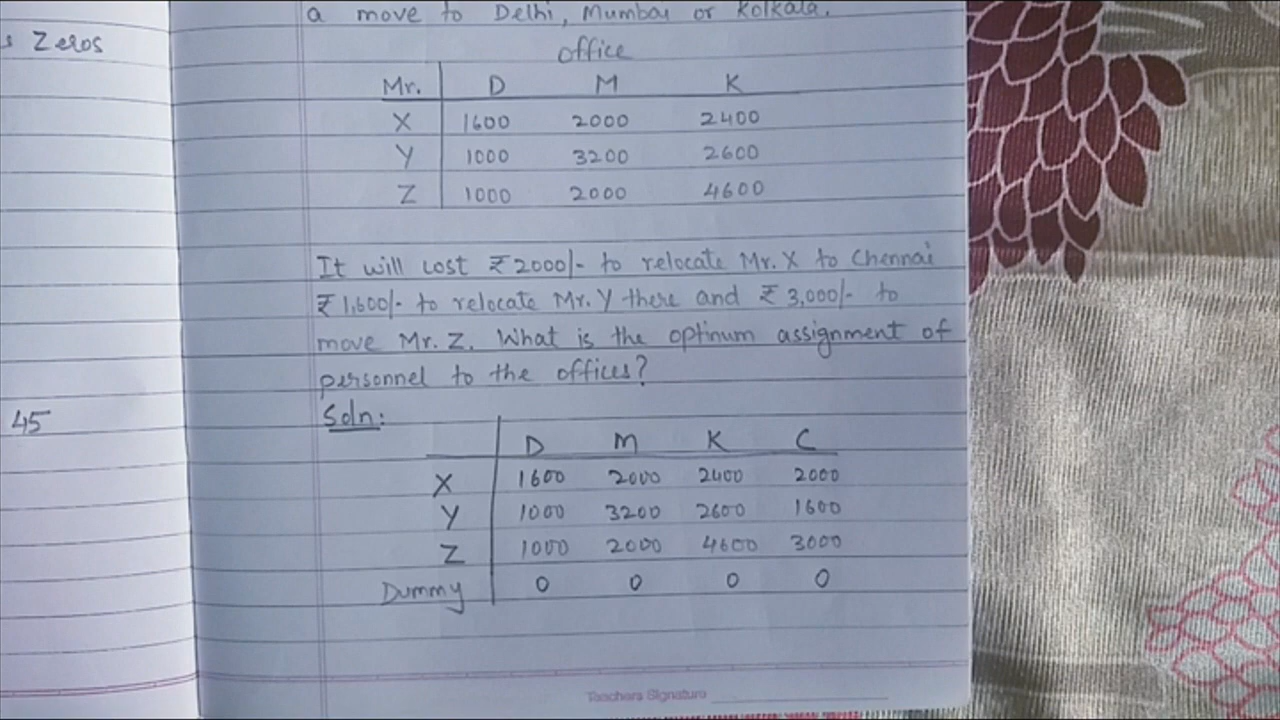 a move to Delhi, Mumbai or Kolkala.
s Zeros
office
Mr. D M K
X 1600 2000 2400
Y 1000 3200 2600
Z 1000 2000 4600
It will cost ₹2000/- to relocate Mr. X to Chennai
₹1,600/- to relocate Mr. Y there and ₹3,000/- to
move Mr. Z. What is the optinum assignment of
personnel to the offices?
45
Soln:
D M K C
X 1600 2000 2400 2000
Y 1000 3200 2600 1600
Z 1000 2000 4600 3000
Dummy 0 0 0 0
Teachers Signature